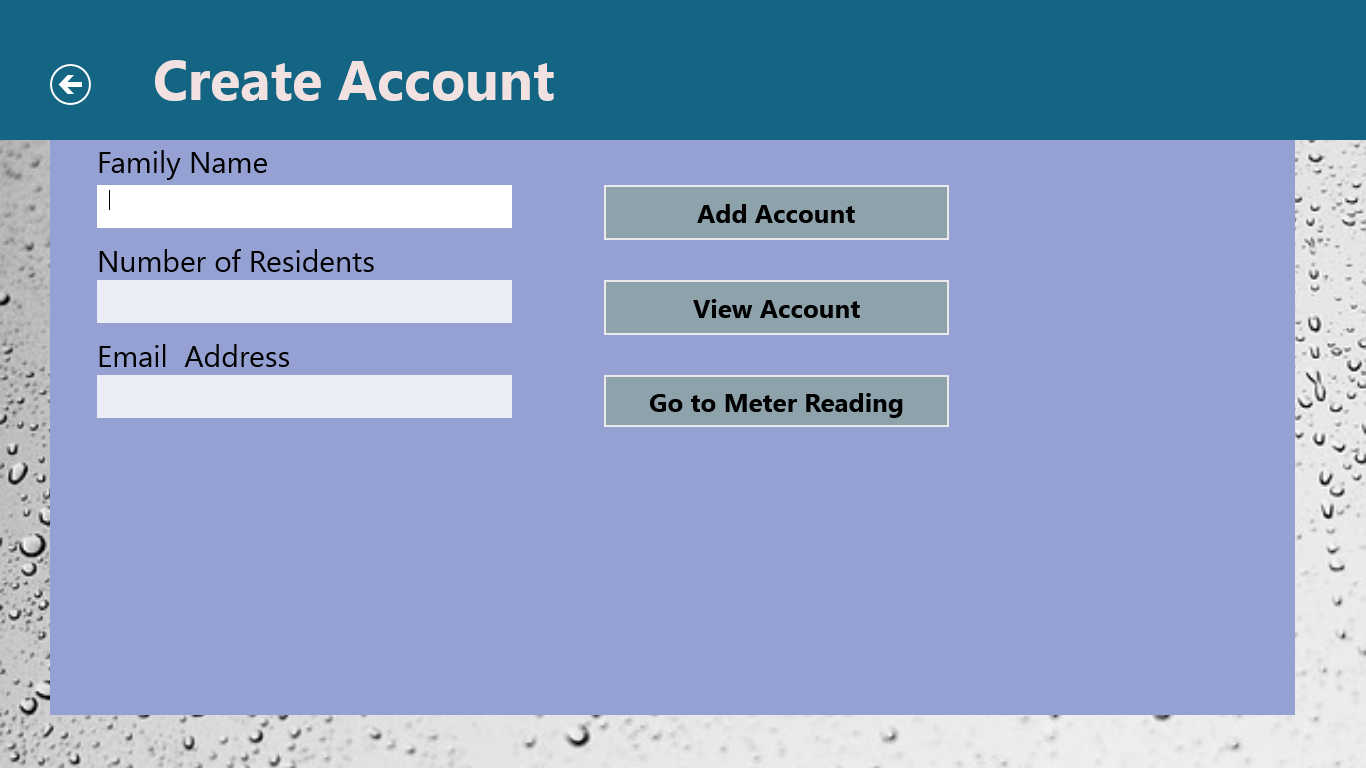 Create Account
Family Name
Add Account
Number of Residents
View Account
Email  Address
Go to Meter Reading